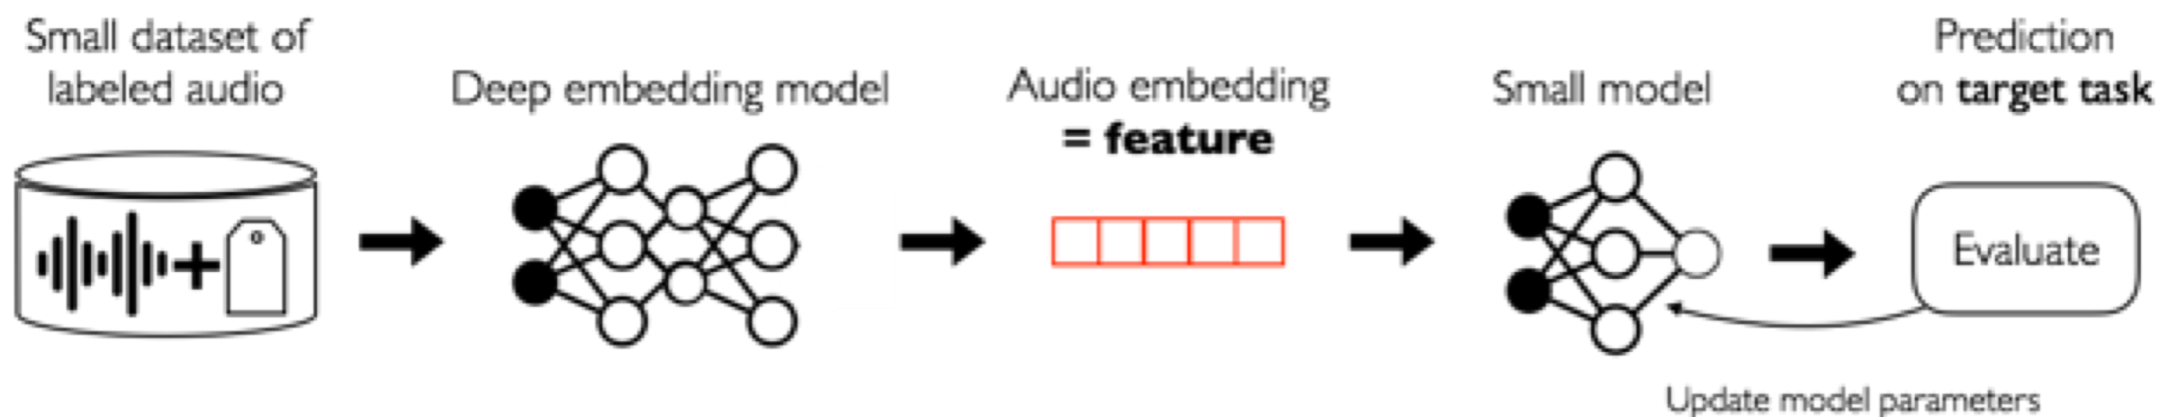 Small dataset of
labeled audio
Deep embedding model
Audio embedding
= feature
Small model
Prediction
on target task
Evaluate
Update model parameters